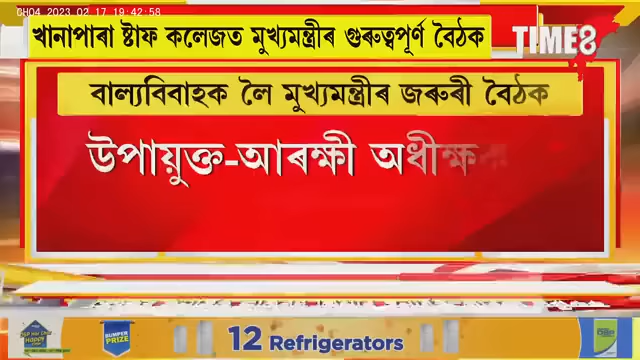 CH04 2023-02-17 19:42:58
খানাপাৰা ষ্টাফ কলেজত মুখ্যমন্ত্ৰীৰ গুৰুত্বপূৰ্ণ বৈঠক
TIME8
বাল্যবিবাহক লৈ মুখ্যমন্ত্ৰীৰ জৰুৰী বৈঠক
উপায়ুক্ত-আৰক্ষী অধীক্ষক
BUMPER PRIZE
12 Refrigerators